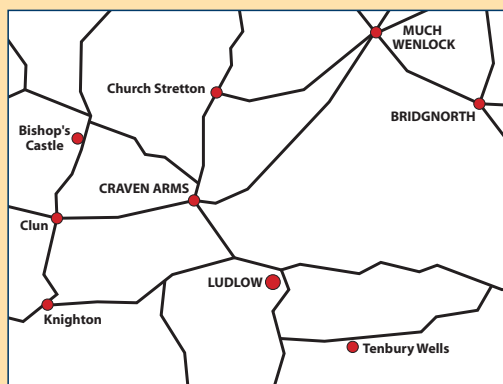 MUCH
WENLOCK
Church Stretton
BRIDGNORTH
Bishop's
Castle
CRAVEN ARMS
Clun
LUDLOW
Knighton
Tenbury Wells